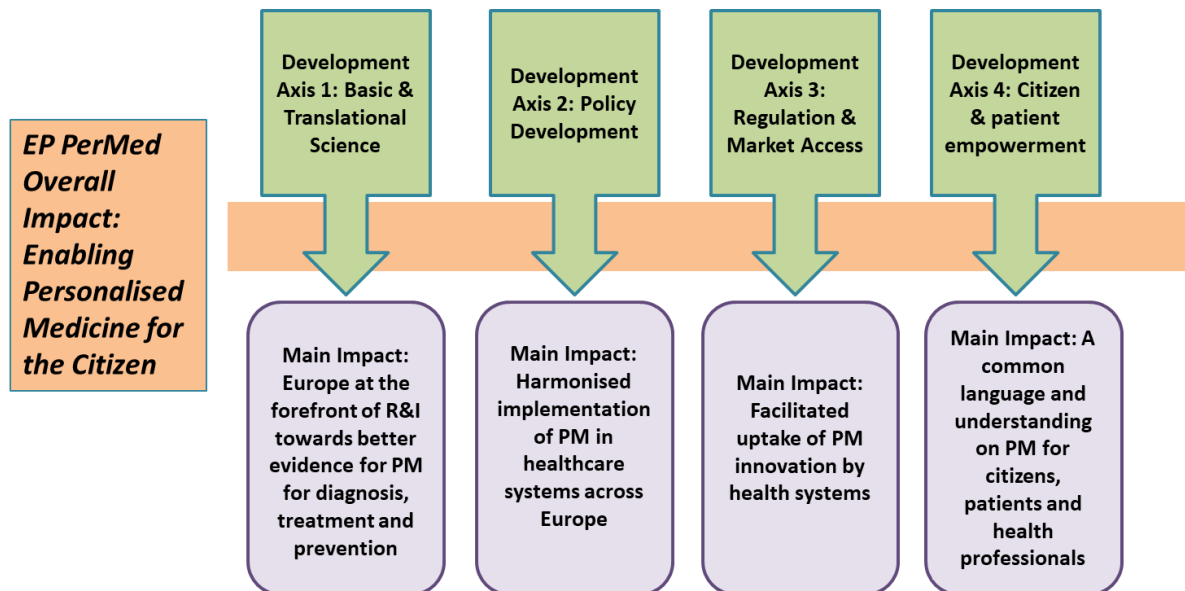 EP PerMed
Overall
Impact:
Enabling
Personalised
Medicine for
the Citizen
Development
Axis 1: Basic &
Translational
Science
Development
Axis 2: Policy
Development
Development
Axis 3:
Regulation &
Market Access
Development
Axis 4: Citizen
& patient
empowerment
Main Impact:
Europe at the
forefront of R&I
towards better
evidence for PM
for diagnosis,
treatment and
prevention
Main Impact:
Harmonised
implementation
of PM in
healthcare
systems across
Europe
Main Impact:
Facilitated
uptake of PM
innovation by
health systems
Main Impact: A
common
language and
understanding
on PM for
citizens,
patients and
health
professionals